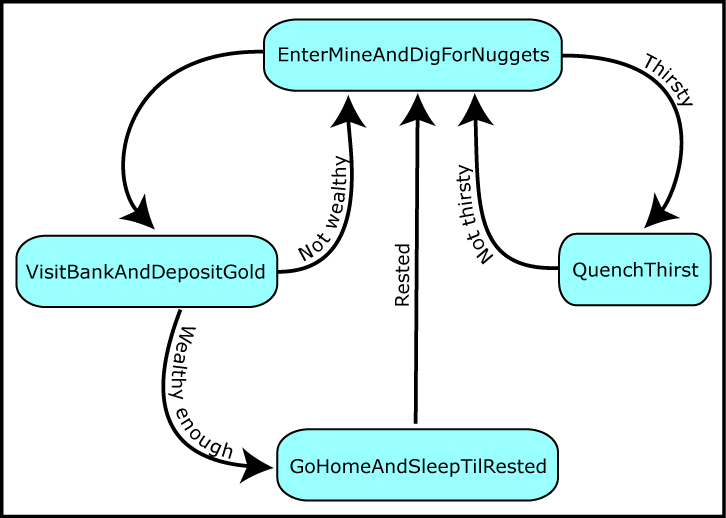 EnterMineAndDigForNuggets
Thirsty
Not wealthy
Not thirsty
Rested
VisitBankAndDepositGold
QuenchThirst
Wealthy enough
GoHomeAndSleepTilRested